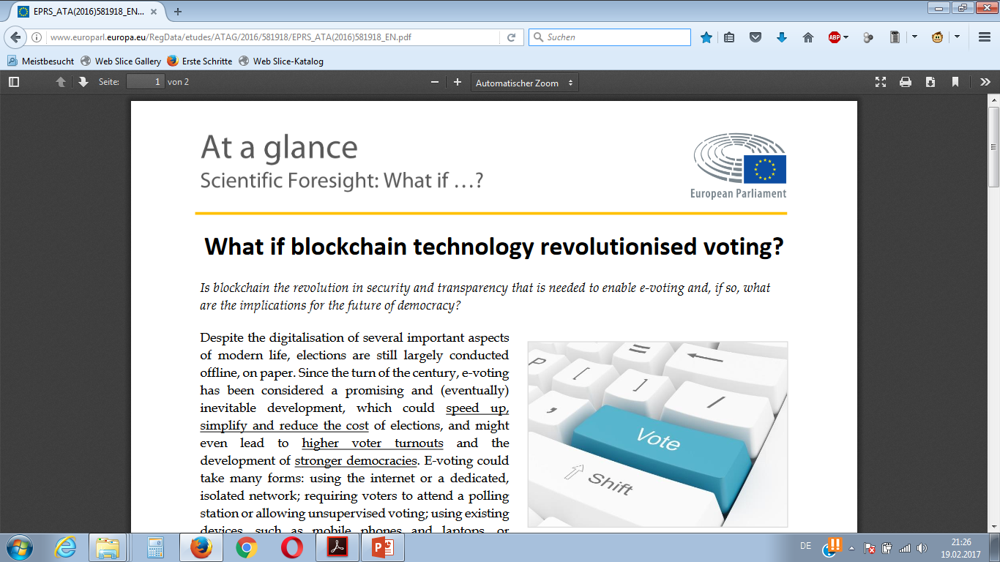 EPRS_ATA(2016)581918_EN...
www.europarl.europa.eu/RegData/etudes/ATAG/2016/581918/EPRS_ATA(2016)581918_EN.pdf
Suchen
ABP
Meistbesucht Web Slice Gallery Erste Schritte Web Slice-Katalog
Seite: 1 von 2
Automatischer Zoom
At a glance
Scientific Foresight: What if …?
European Parliament
What if blockchain technology revolutionised voting?
Is blockchain the revolution in security and transparency that is needed to enable e-voting and, if so, what
are the implications for the future of democracy?
Despite the digitalisation of several important aspects
of modern life, elections are still largely conducted
offline, on paper. Since the turn of the century, e-voting
has been considered a promising and (eventually)
inevitable development, which could speed up,
simplify and reduce the cost of elections, and might
even lead to higher voter turnouts and the
development of stronger democracies. E-voting could
take many forms: using the internet or a dedicated,
isolated network; requiring voters to attend a polling
station or allowing unsupervised voting; using existing
devices, such as mobile phones and laptops, or
P [ ] = /
,
Vote
Shift
DE
21:26
19.02.2017